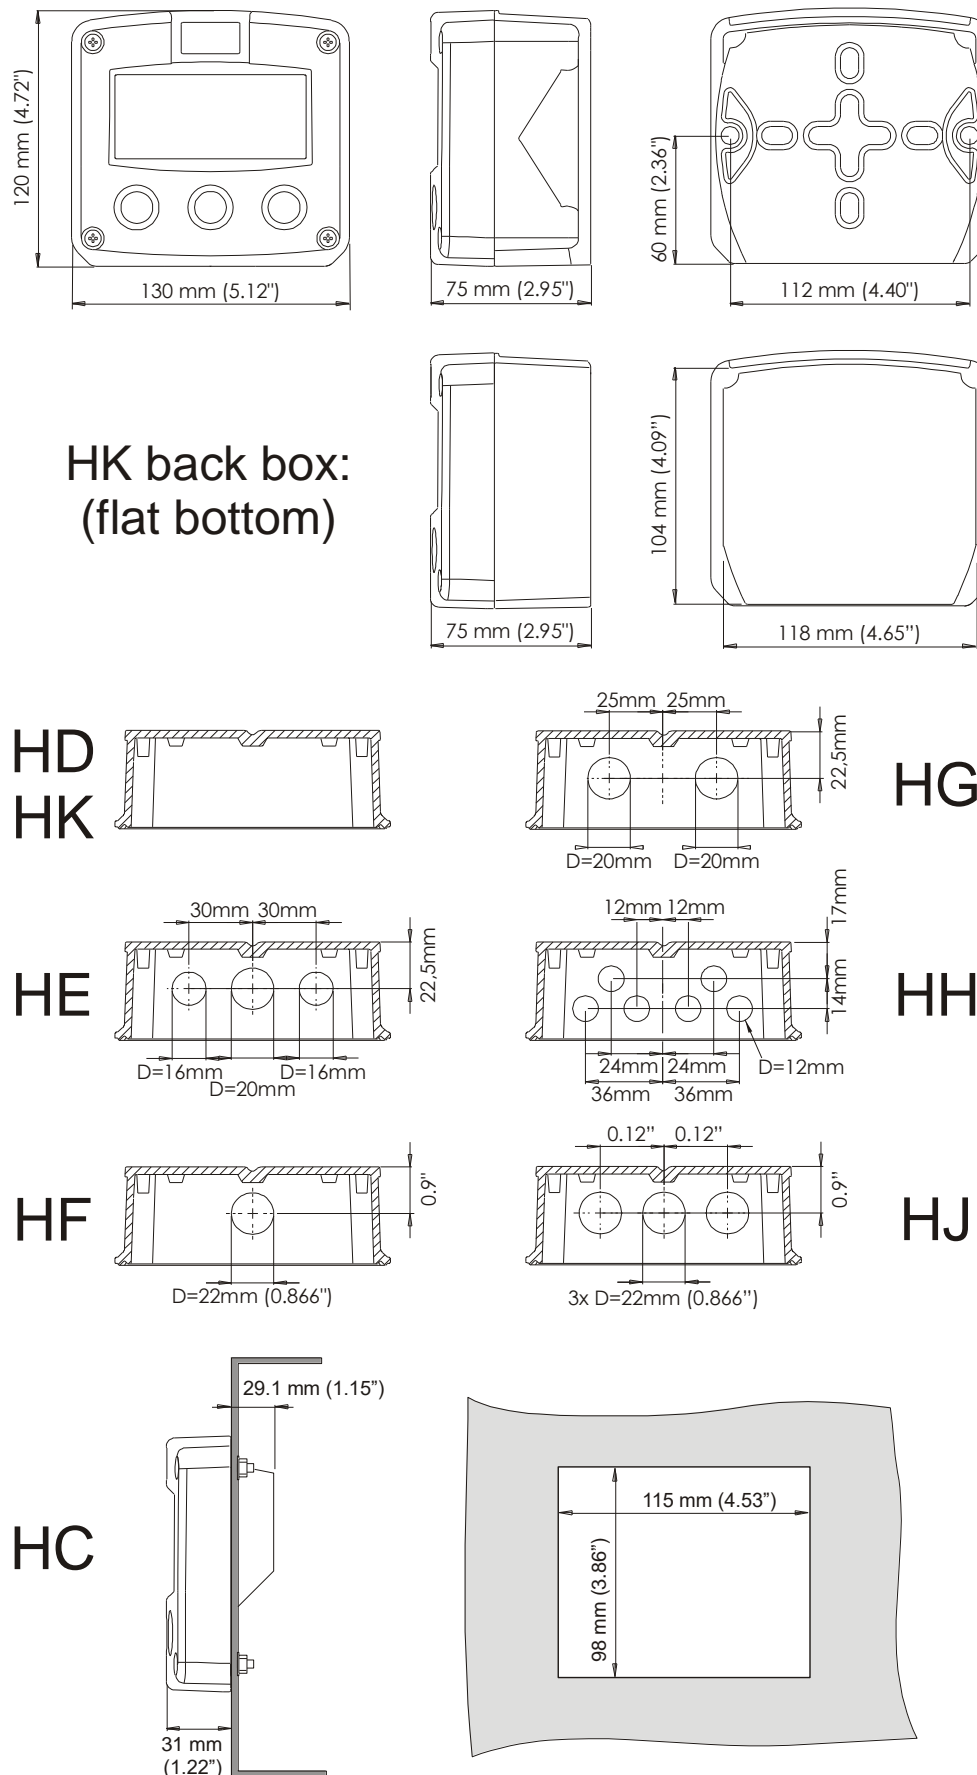 120 mm (4.72")
130 mm (5.12")
75 mm (2.95")
60 mm (2.36")
112 mm (4.40")
HK back box:
(flat bottom)
75 mm (2.95")
104 mm (4.09")
118 mm (4.65”)
HD
HK
25mm 25mm
22,5mm
D=20mm D=20mm
HG
HE
30mm 30mm
22,5mm
D=16mm D=16mm
D=20mm
12mm 12mm
17mm
14mm
24mm 24mm
D=12mm
36mm 36mm
HH
HF
0.9"
D=22mm (0.866")
0.12” 0.12”
0.9"
3x D=22mm (0.866”)
HJ
HC
29.1 mm (1.15”)
31 mm
(1.22”)
115 mm (4.53”)
98 mm (3.86”)